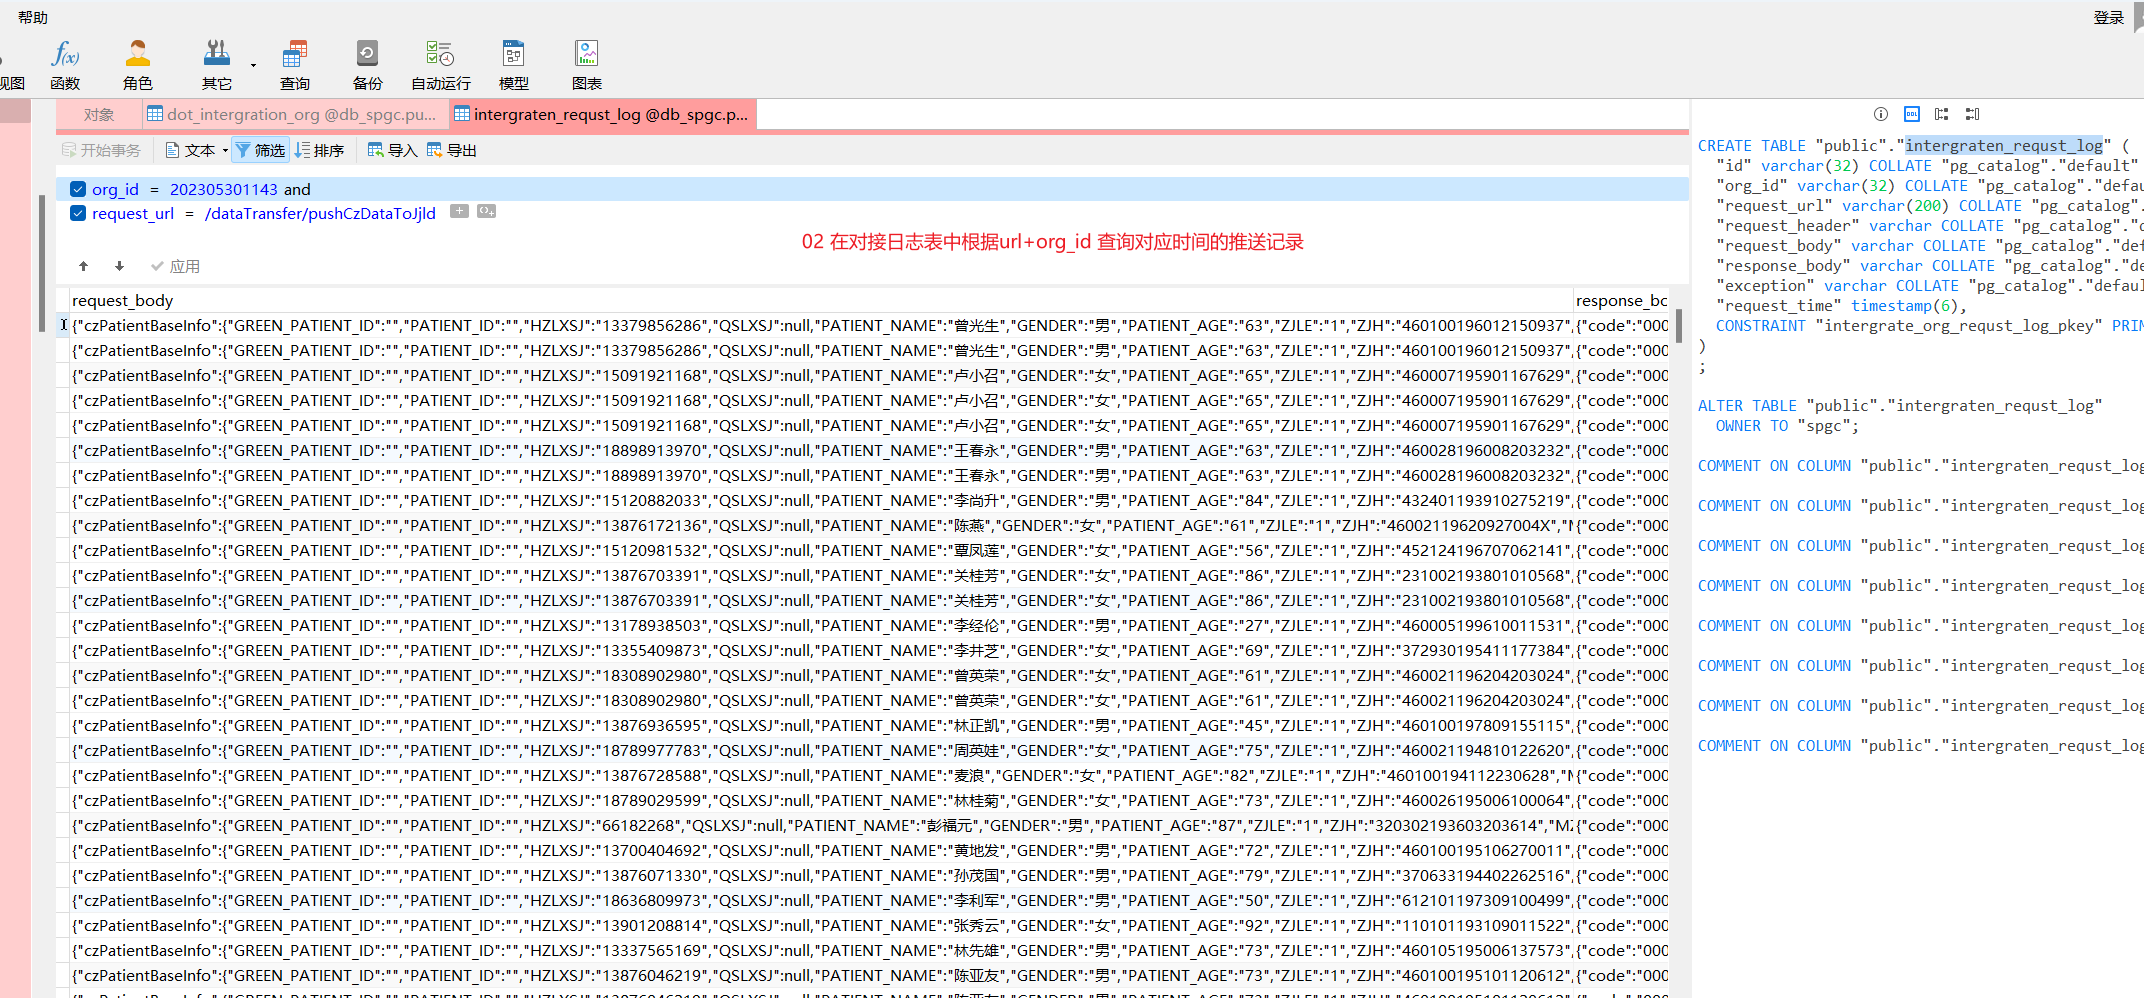 帮助
登录
视图 函数 角色 其它 查询 备份 自动运行 模型 图表
对象 dot_intergration_org @db_spgc.pu... intergraten_requst_log @db_spgc.p...
开始事务 文本 筛选 排序 导入 导出
org_id = 202305301143 and
request_url = /dataTransfer/pushCzDataToJjld
02 在对接日志表中根据url+org_id 查询对应时间的推送记录
应用
request_body response_bc
{"czPatientBaseInfo":{"GREEN_PATIENT_ID":"","PATIENT_ID":"","HZLXSJ":"13379856286","QSLXSJ":null,"PATIENT_NAME":"曾光生","GENDER":"男","PATIENT_AGE":"63","ZJLE":"1","ZJH":"460100196012150937", {"code":"000
{"czPatientBaseInfo":{"GREEN_PATIENT_ID":"","PATIENT_ID":"","HZLXSJ":"13379856286","QSLXSJ":null,"PATIENT_NAME":"曾光生","GENDER":"男","PATIENT_AGE":"63","ZJLE":"1","ZJH":"460100196012150937", {"code":"000
{"czPatientBaseInfo":{"GREEN_PATIENT_ID":"","PATIENT_ID":"","HZLXSJ":"15091921168","QSLXSJ":null,"PATIENT_NAME":"卢小召","GENDER":"女","PATIENT_AGE":"65","ZJLE":"1","ZJH":"460007195901167629", {"code":"000
{"czPatientBaseInfo":{"GREEN_PATIENT_ID":"","PATIENT_ID":"","HZLXSJ":"15091921168","QSLXSJ":null,"PATIENT_NAME":"卢小召","GENDER":"女","PATIENT_AGE":"65","ZJLE":"1","ZJH":"460007195901167629", {"code":"000
{"czPatientBaseInfo":{"GREEN_PATIENT_ID":"","PATIENT_ID":"","HZLXSJ":"15091921168","QSLXSJ":null,"PATIENT_NAME":"卢小召","GENDER":"女","PATIENT_AGE":"65","ZJLE":"1","ZJH":"460007195901167629", {"code":"000
{"czPatientBaseInfo":{"GREEN_PATIENT_ID":"","PATIENT_ID":"","HZLXSJ":"18898913970","QSLXSJ":null,"PATIENT_NAME":"王春永","GENDER":"男","PATIENT_AGE":"63","ZJLE":"1","ZJH":"460028196008203232", {"code":"000
{"czPatientBaseInfo":{"GREEN_PATIENT_ID":"","PATIENT_ID":"","HZLXSJ":"18898913970","QSLXSJ":null,"PATIENT_NAME":"王春永","GENDER":"男","PATIENT_AGE":"63","ZJLE":"1","ZJH":"460028196008203232", {"code":"000
{"czPatientBaseInfo":{"GREEN_PATIENT_ID":"","PATIENT_ID":"","HZLXSJ":"15120882033","QSLXSJ":null,"PATIENT_NAME":"李尚升","GENDER":"男","PATIENT_AGE":"84","ZJLE":"1","ZJH":"432401193910275219", {"code":"000
{"czPatientBaseInfo":{"GREEN_PATIENT_ID":"","PATIENT_ID":"","HZLXSJ":"13876172136","QSLXSJ":null,"PATIENT_NAME":"陈燕","GENDER":"女","PATIENT_AGE":"61","ZJLE":"1","ZJH":"46002119620927004X"," {"code":"000
{"czPatientBaseInfo":{"GREEN_PATIENT_ID":"","PATIENT_ID":"","HZLXSJ":"15120981532","QSLXSJ":null,"PATIENT_NAME":"覃凤莲","GENDER":"女","PATIENT_AGE":"56","ZJLE":"1","ZJH":"452124196707062141", {"code":"000
{"czPatientBaseInfo":{"GREEN_PATIENT_ID":"","PATIENT_ID":"","HZLXSJ":"13876703391","QSLXSJ":null,"PATIENT_NAME":"关桂芳","GENDER":"女","PATIENT_AGE":"86","ZJLE":"1","ZJH":"231002193801010568", {"code":"000
{"czPatientBaseInfo":{"GREEN_PATIENT_ID":"","PATIENT_ID":"","HZLXSJ":"13876703391","QSLXSJ":null,"PATIENT_NAME":"关桂芳","GENDER":"女","PATIENT_AGE":"86","ZJLE":"1","ZJH":"231002193801010568", {"code":"000
{"czPatientBaseInfo":{"GREEN_PATIENT_ID":"","PATIENT_ID":"","HZLXSJ":"13178938503","QSLXSJ":null,"PATIENT_NAME":"李经伦","GENDER":"男","PATIENT_AGE":"27","ZJLE":"1","ZJH":"460005199610011531", {"code":"000
{"czPatientBaseInfo":{"GREEN_PATIENT_ID":"","PATIENT_ID":"","HZLXSJ":"13355409873","QSLXSJ":null,"PATIENT_NAME":"李井芝","GENDER":"女","PATIENT_AGE":"69","ZJLE":"1","ZJH":"372930195411177384", {"code":"000
{"czPatientBaseInfo":{"GREEN_PATIENT_ID":"","PATIENT_ID":"","HZLXSJ":"18308902980","QSLXSJ":null,"PATIENT_NAME":"曾英荣","GENDER":"女","PATIENT_AGE":"61","ZJLE":"1","ZJH":"460021196204203024", {"code":"000
{"czPatientBaseInfo":{"GREEN_PATIENT_ID":"","PATIENT_ID":"","HZLXSJ":"18308902980","QSLXSJ":null,"PATIENT_NAME":"曾英荣","GENDER":"女","PATIENT_AGE":"61","ZJLE":"1","ZJH":"460021196204203024", {"code":"000
{"czPatientBaseInfo":{"GREEN_PATIENT_ID":"","PATIENT_ID":"","HZLXSJ":"13876936595","QSLXSJ":null,"PATIENT_NAME":"林正凯","GENDER":"男","PATIENT_AGE":"45","ZJLE":"1","ZJH":"460100197809155115", {"code":"000
{"czPatientBaseInfo":{"GREEN_PATIENT_ID":"","PATIENT_ID":"","HZLXSJ":"18789977783","QSLXSJ":null,"PATIENT_NAME":"周英娃","GENDER":"女","PATIENT_AGE":"75","ZJLE":"1","ZJH":"460021194810122620", {"code":"000
{"czPatientBaseInfo":{"GREEN_PATIENT_ID":"","PATIENT_ID":"","HZLXSJ":"13876728588","QSLXSJ":null,"PATIENT_NAME":"麦浪","GENDER":"女","PATIENT_AGE":"82","ZJLE":"1","ZJH":"460100194112230628"," {"code":"000
{"czPatientBaseInfo":{"GREEN_PATIENT_ID":"","PATIENT_ID":"","HZLXSJ":"18789029599","QSLXSJ":null,"PATIENT_NAME":"林桂菊","GENDER":"女","PATIENT_AGE":"73","ZJLE":"1","ZJH":"460026195006100064", {"code":"000
{"czPatientBaseInfo":{"GREEN_PATIENT_ID":"","PATIENT_ID":"","HZLXSJ":"66182268","QSLXSJ":null,"PATIENT_NAME":"彭福元","GENDER":"男","PATIENT_AGE":"87","ZJLE":"1","ZJH":"320302193603203614","MZ {"code":"000
{"czPatientBaseInfo":{"GREEN_PATIENT_ID":"","PATIENT_ID":"","HZLXSJ":"13700404692","QSLXSJ":null,"PATIENT_NAME":"黄地发","GENDER":"男","PATIENT_AGE":"72","ZJLE":"1","ZJH":"460100195106270011", {"code":"000
{"czPatientBaseInfo":{"GREEN_PATIENT_ID":"","PATIENT_ID":"","HZLXSJ":"13876071330","QSLXSJ":null,"PATIENT_NAME":"孙茂国","GENDER":"男","PATIENT_AGE":"79","ZJLE":"1","ZJH":"370633194402262516", {"code":"000
{"czPatientBaseInfo":{"GREEN_PATIENT_ID":"","PATIENT_ID":"","HZLXSJ":"18636809973","QSLXSJ":null,"PATIENT_NAME":"李利军","GENDER":"男","PATIENT_AGE":"50","ZJLE":"1","ZJH":"612101197309100499", {"code":"000
{"czPatientBaseInfo":{"GREEN_PATIENT_ID":"","PATIENT_ID":"","HZLXSJ":"13901208814","QSLXSJ":null,"PATIENT_NAME":"张秀云","GENDER":"女","PATIENT_AGE":"92","ZJLE":"1","ZJH":"110101193109011522", {"code":"000
{"czPatientBaseInfo":{"GREEN_PATIENT_ID":"","PATIENT_ID":"","HZLXSJ":"13337565169","QSLXSJ":null,"PATIENT_NAME":"林先雄","GENDER":"男","PATIENT_AGE":"73","ZJLE":"1","ZJH":"460105195006137573", {"code":"000
{"czPatientBaseInfo":{"GREEN_PATIENT_ID":"","PATIENT_ID":"","HZLXSJ":"13876046219","QSLXSJ":null,"PATIENT_NAME":"陈亚友","GENDER":"男","PATIENT_AGE":"73","ZJLE":"1","ZJH":"460100195101120612", {"code":"000
CREATE TABLE "public"."intergraten_requst_log" (
"id" varchar(32) COLLATE "pg_catalog"."default"
"org_id" varchar(32) COLLATE "pg_catalog"."defau
"request_url" varchar(200) COLLATE "pg_catalog".
"request_header" varchar COLLATE "pg_catalog"."d
"request_body" varchar COLLATE "pg_catalog"."def
"response_body" varchar COLLATE "pg_catalog"."de
"exception" varchar COLLATE "pg_catalog"."defaul
"request_time" timestamp(6),
CONSTRAINT "intergrate_org_requst_log_pkey" PRIM
)
;
ALTER TABLE "public"."intergraten_requst_log"
OWNER TO "spgc";
COMMENT ON COLUMN "public"."intergraten_requst_log
COMMENT ON COLUMN "public"."intergraten_requst_log
COMMENT ON COLUMN "public"."intergraten_requst_log
COMMENT ON COLUMN "public"."intergraten_requst_log
COMMENT ON COLUMN "public"."intergraten_requst_log
COMMENT ON COLUMN "public"."intergraten_requst_log
COMMENT ON COLUMN "public"."intergraten_requst_log
COMMENT ON COLUMN "public"."intergraten_requst_log